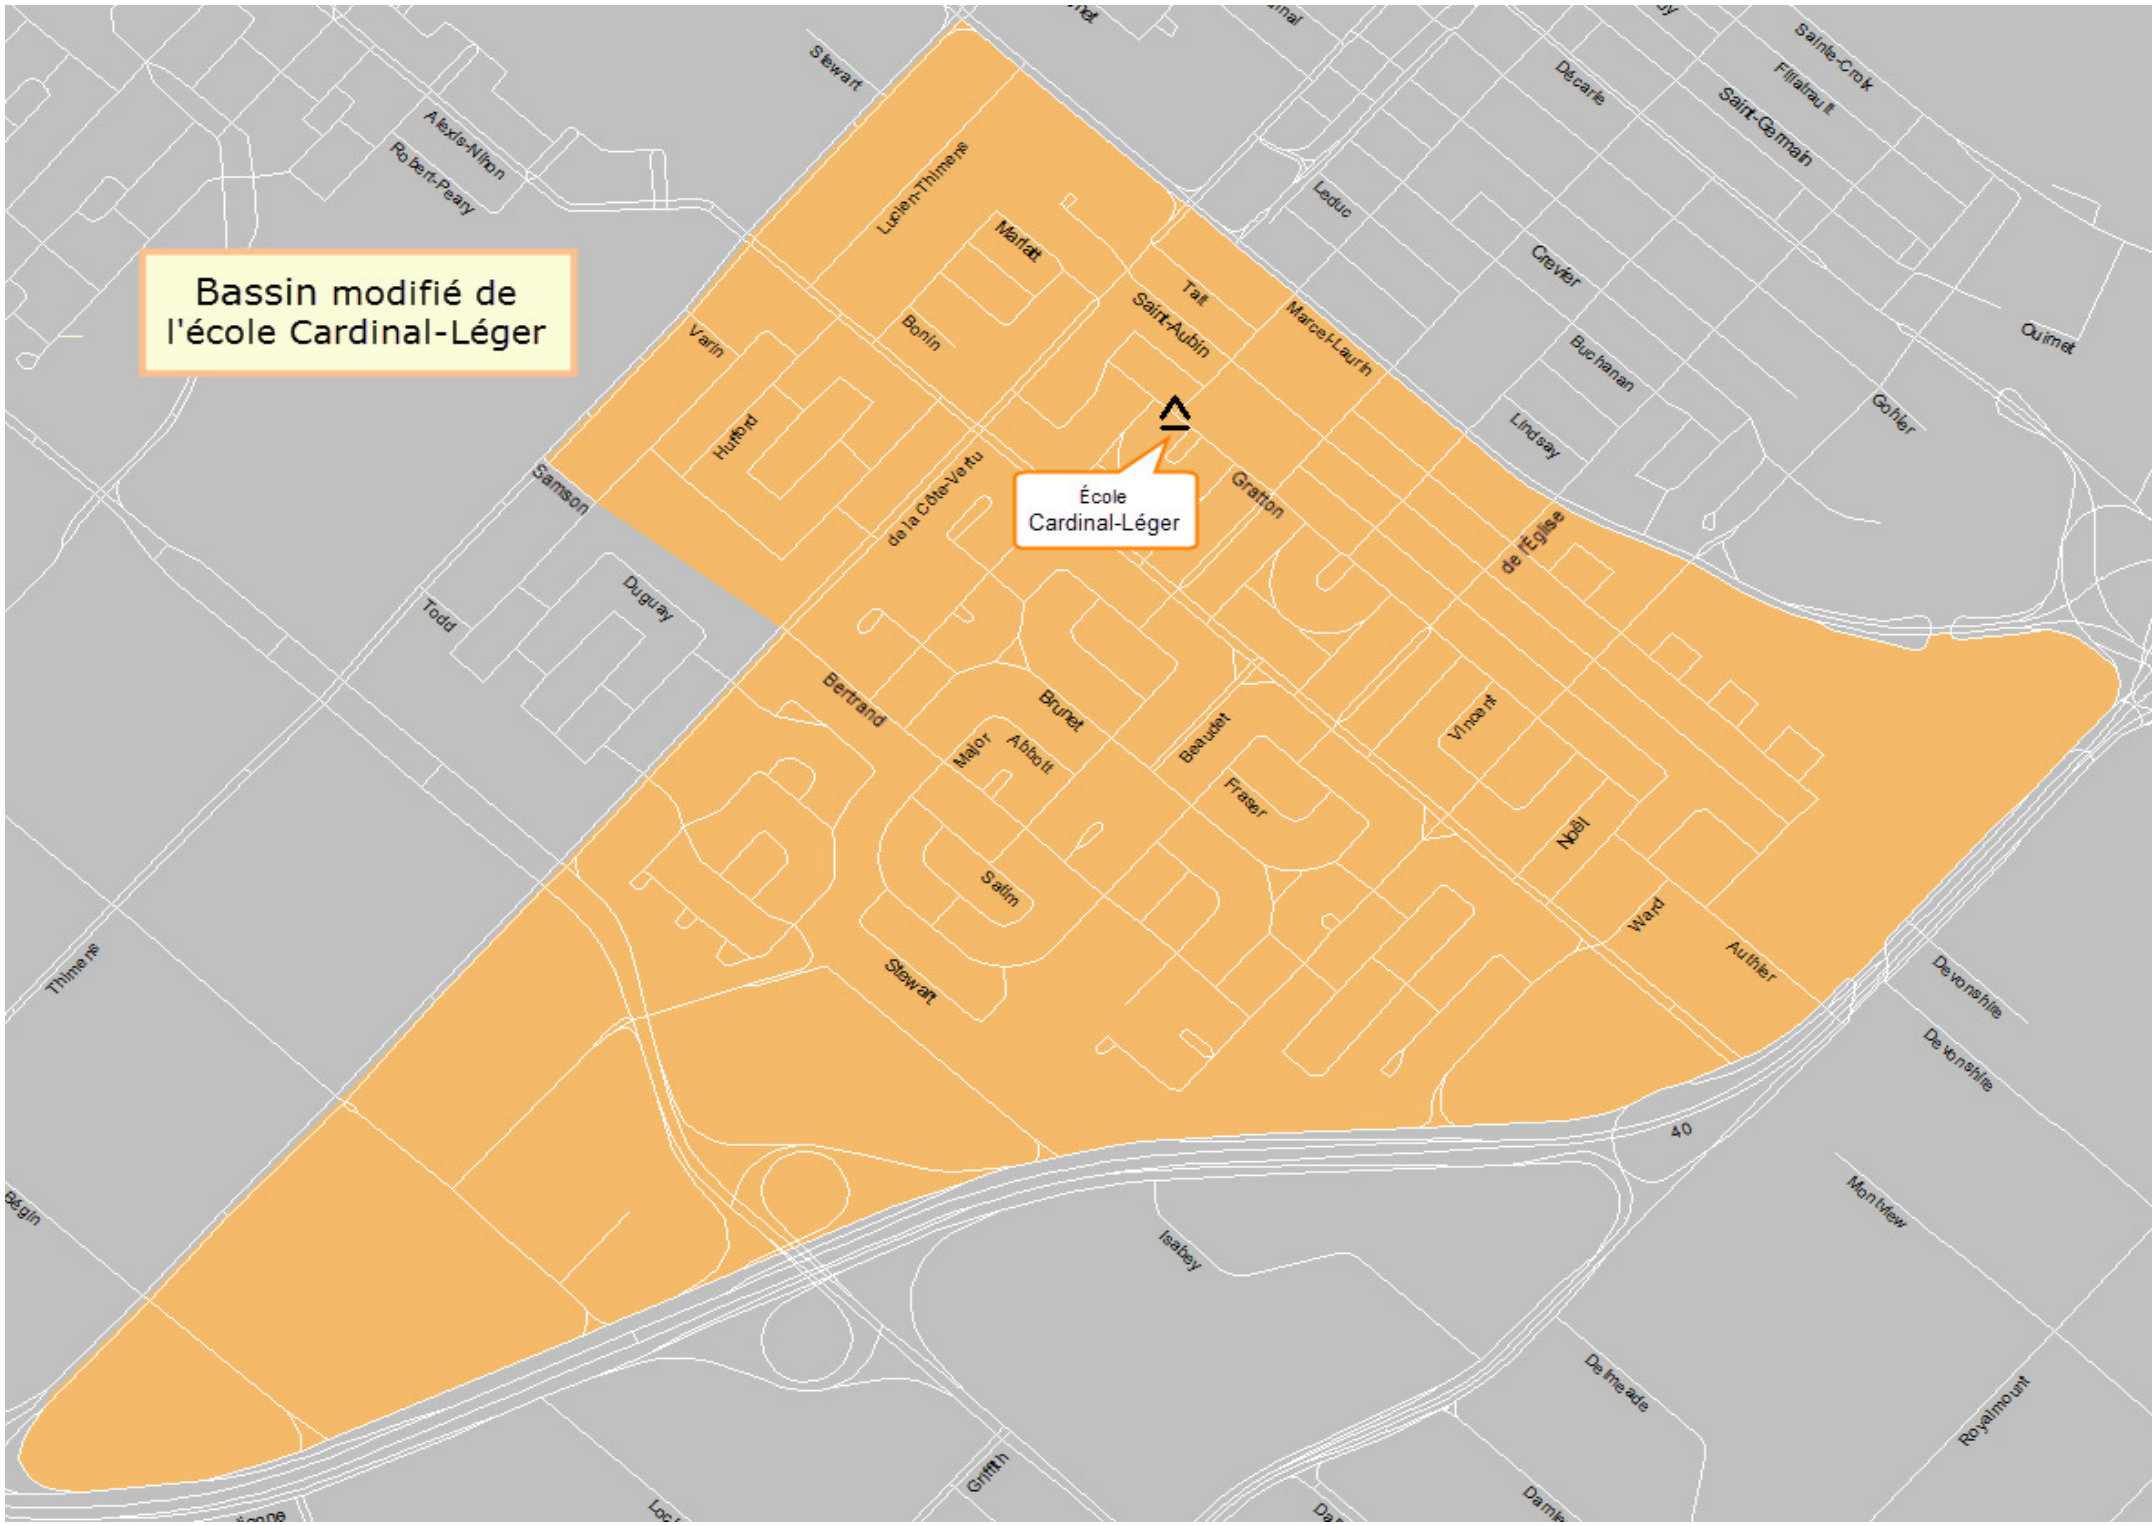 Sainte-Croix
Stewart
Décarie
Filiatrault
Saint-Germain
Alexis-Nihon
Robert-Peary
Lucien-Thimens
Leduc
Marlatt
Crevier
Bassin modifié de
l'école Cardinal-Léger
Tait
Saint-Aubin
Marcel-Laurin
Ouimet
Varin
Bonin
Buchanan
Gohier
Hufford
Lindsay
Samson
de la Côte-Vertu
École
Cardinal-Léger
Gratton
de l'Église
Todd
Duguay
Bertrand
Brunet
Vincent
Major
Abbott
Beaudet
Fraser
Noël
Salim
Ward
Authier
Thimens
Stewart
Devonshire
Devonshire
40
Bégin
Montview
Isabey
Delmeade
Royalmount
Griffith